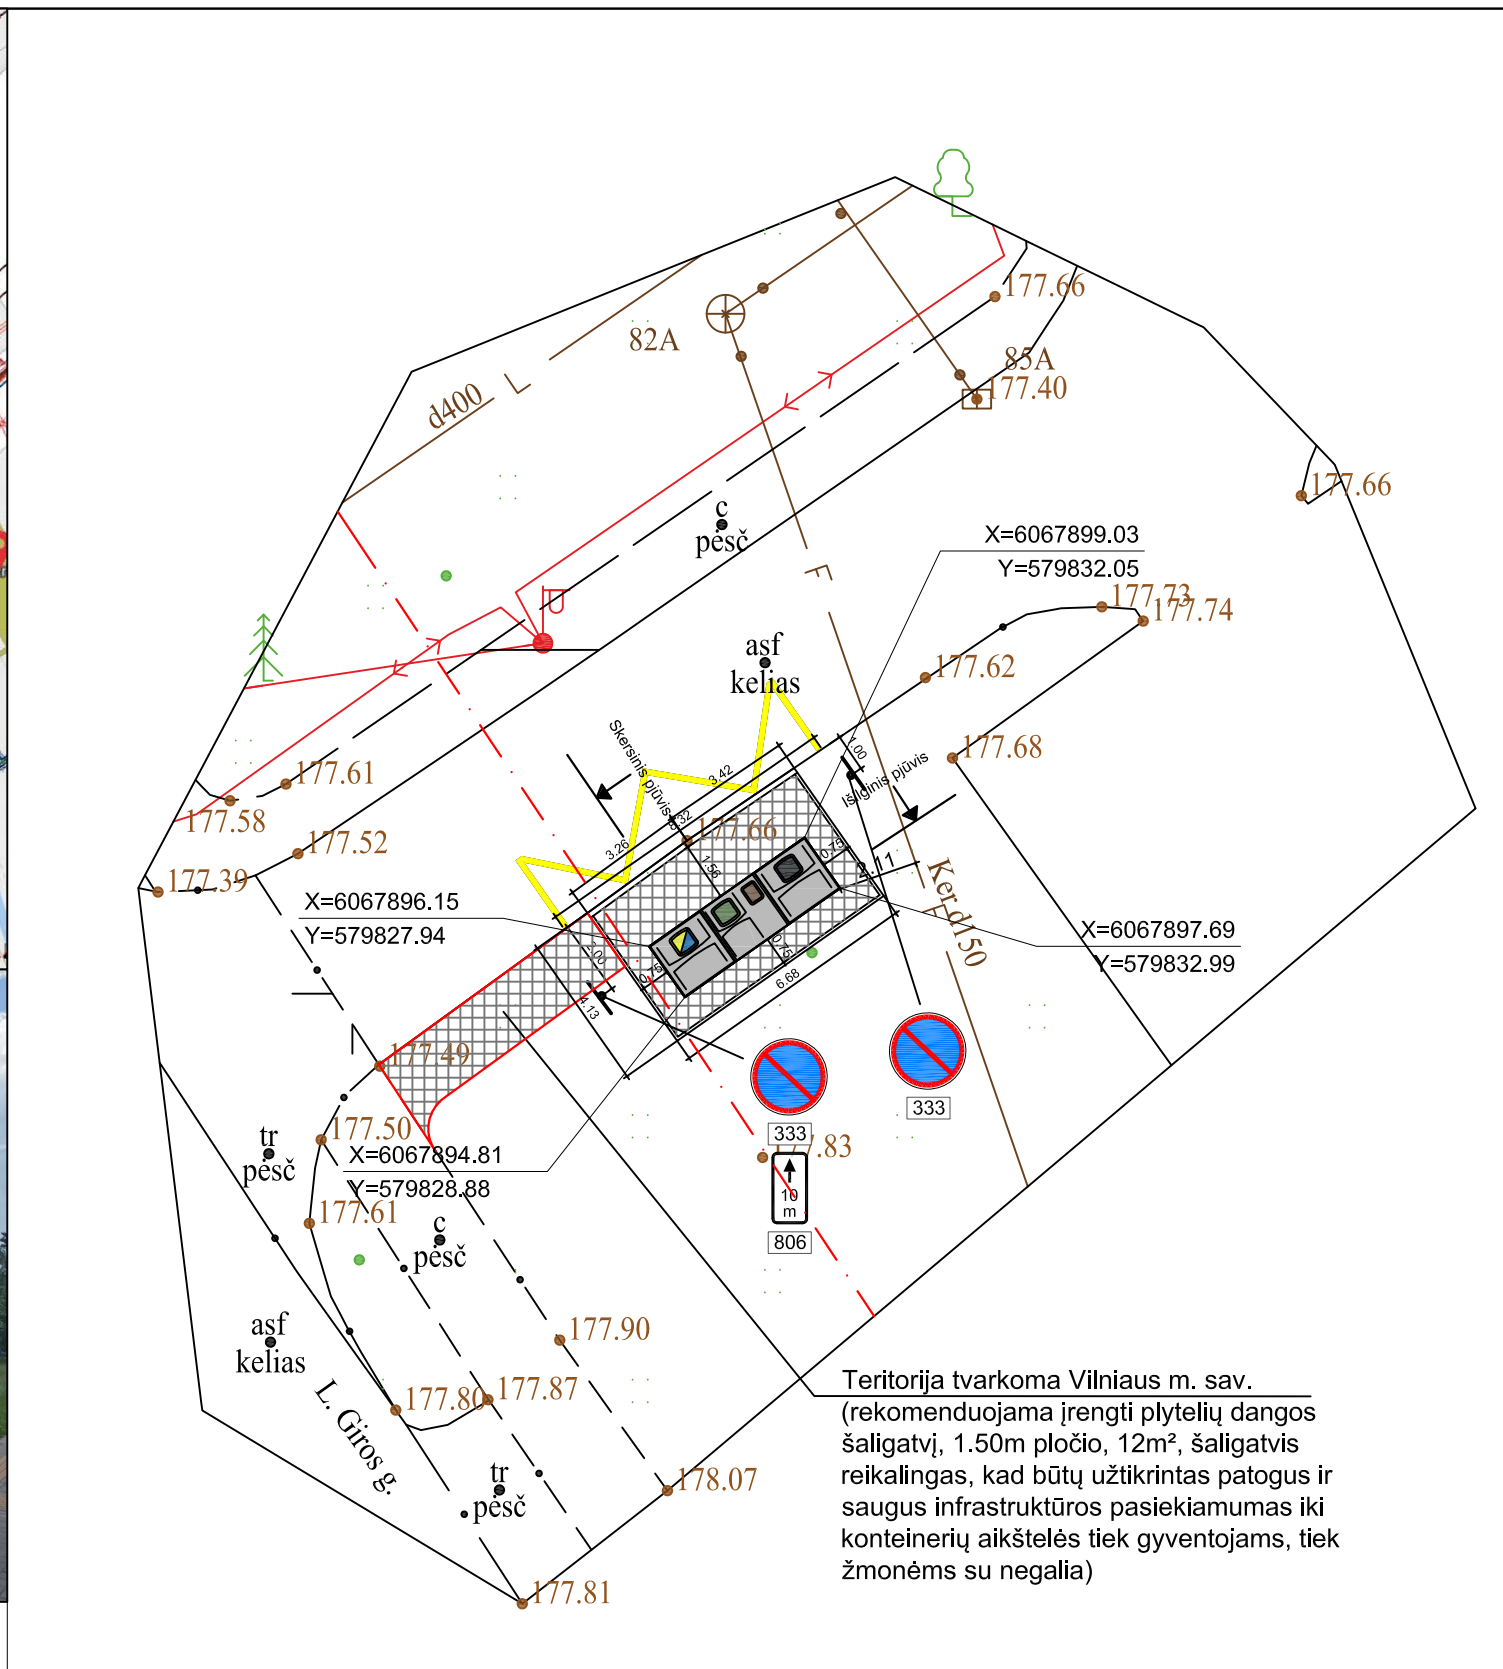 177.66
82A
85A
177.40
d400
L
177.66
c
pėsč
X=6067899.03
Y=579832.05
F
177.73
177.74
U
asf
kelias
177.62
Skersinis pjūvis
1.00
177.68
3.42
Išilginis pjūvis
177.61
177.58
177.66
3.26
177.52
1.56
0.75
2.11
177.39
X=6067896.15
Y=579827.94
Ker.d150
F
X=6067897.69
Y=579832.99
2.00
0.75
0.75
6.68
4.13
177.49
333
333
177.50
tr
pėsč
X=6067894.81
Y=579828.88
10
m
806
177.61
c
pėsč
asf
kelias
177.90
177.80
177.87
L. Giros g.
tr
pėsč
178.07
177.81
Teritorija tvarkoma Vilniaus m. sav.
(rekomenduojama įrengti plytelių dangos
šaligatvį, 1.50m pločio, 12m², šaligatvis
reikalingas, kad būtų užtikrintas patogus ir
saugus infrastruktūros pasiekiamumas iki
konteinerių aikštelės tiek gyventojams, tiek
žmonėms su negalia)